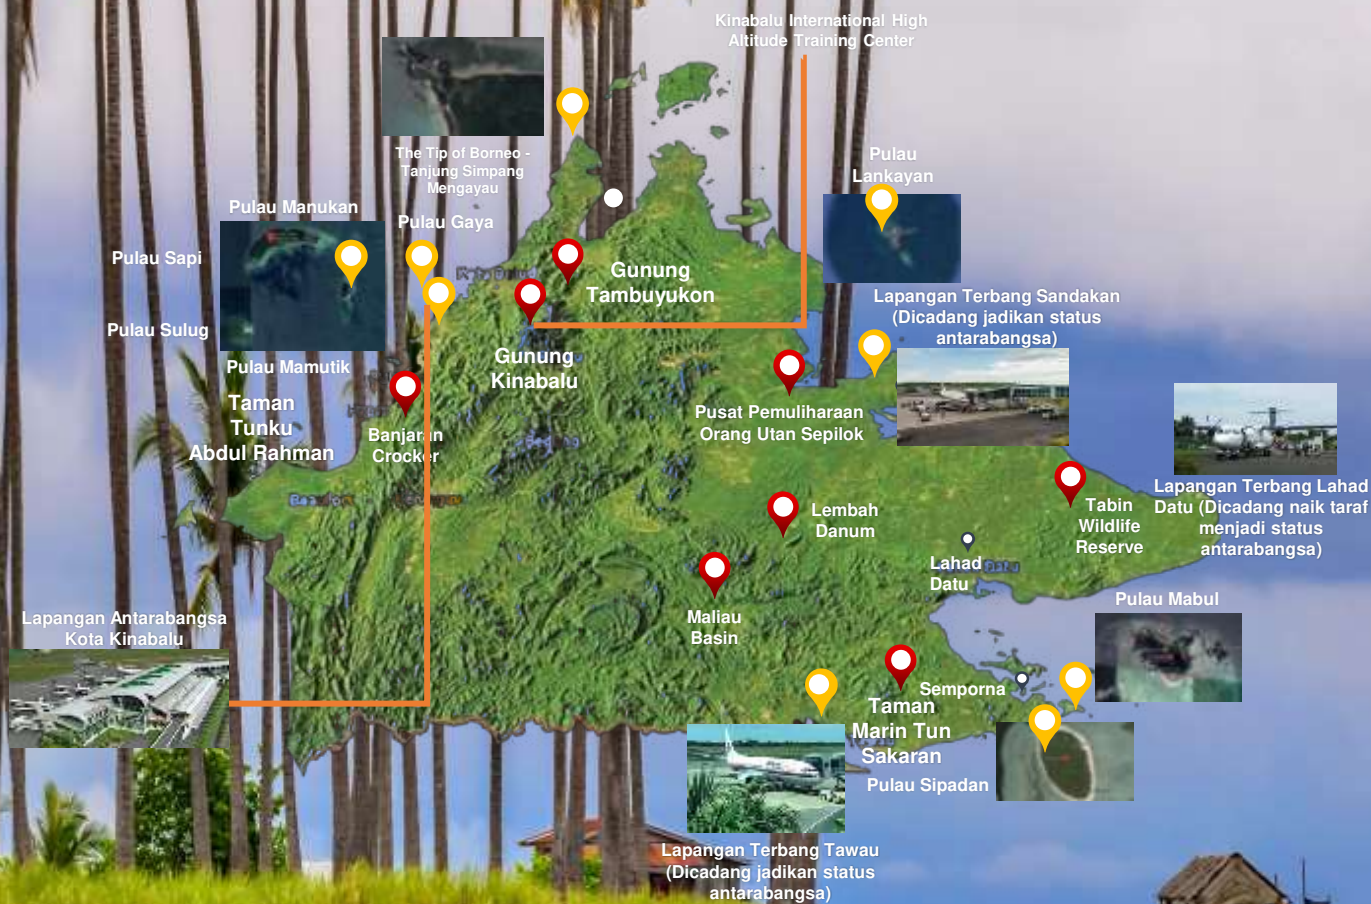 Kinabalu International High
Altitude Training Center
The Tip of Borneo -
Tanjung Simpang
Mengayau
Pulau
Lankayan
Pulau Manukan
Pulau Gaya
Pulau Sapi
Gunung
Tambuyukon
Lapangan Terbang Sandakan
(Dicadang jadikan status
antarabangsa)
Pulau Sulug
Gunung
Kinabalu
Pulau Mamutik
Taman
Tunku
Abdul Rahman
Banjaran
Crocker
Pusat Pemuliharaan
Orang Utan Sepilok
Lapangan Terbang Lahad
Datu (Dicadang naik taraf
menjadi status
antarabangsa)
Tabin
Wildlife
Reserve
Lembah
Danum
Lahad
Datu
Maliau
Basin
Pulau Mabul
Lapangan Antarabangsa
Kota Kinabalu
Semporna
Taman
Marin Tun
Sakaran
Pulau Sipadan
Lapangan Terbang Tawau
(Dicadang jadikan status
antarabangsa)